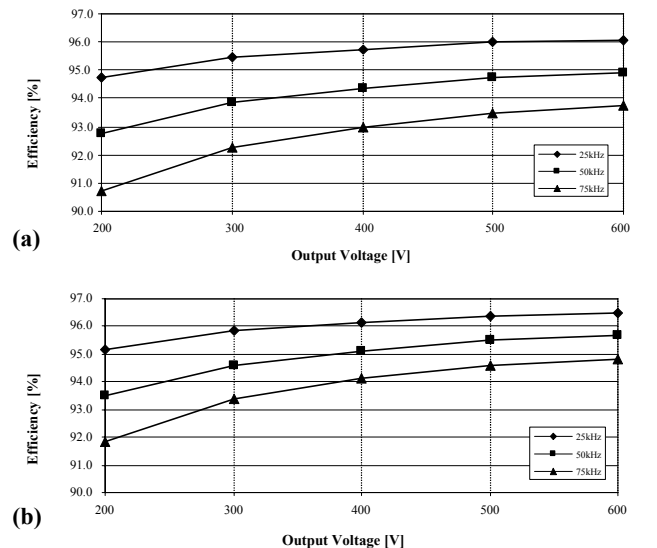 97.0
96.0
95.0
94.0
93.0
92.0
91.0
90.0
Efficiency [%]
25kHz
50kHz
75kHz
200 300 400 500 600
Output Voltage [V]
(a)
97.0
96.0
95.0
94.0
93.0
92.0
91.0
90.0
Efficiency [%]
25kHz
50kHz
75kHz
200 300 400 500 600
Output Voltage [V]
(b)